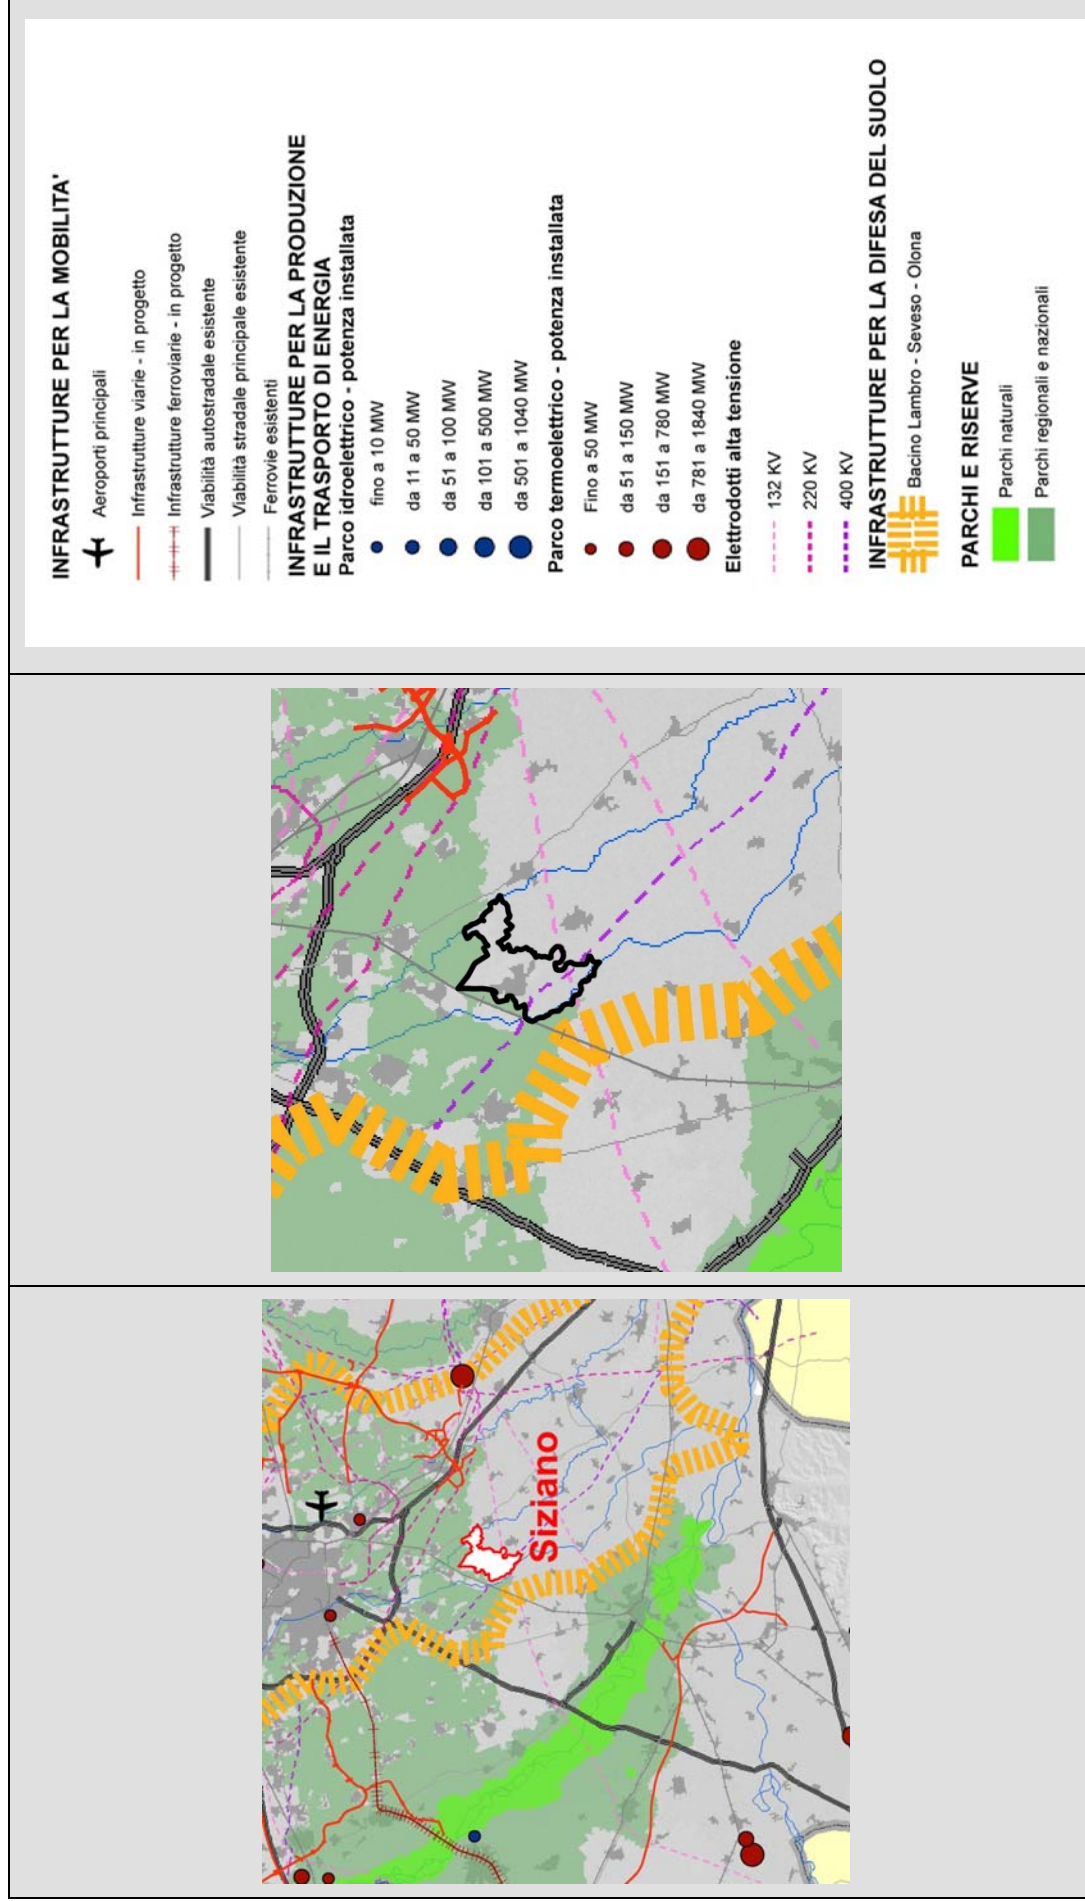 INFRASTRUTTURE PER LA MOBILITA'
Aeroporti principali
Infrastrutture viarie - in progetto
Infrastrutture ferroviarie - in progetto
Viabilità autostradale esistente
Viabilità stradale principale esistente
Ferrovie esistenti
INFRASTRUTTURE PER LA PRODUZIONE
E IL TRASPORTO DI ENERGIA
Parco idroelettrico - potenza installata
fino a 10 MW
da 11 a 50 MW
da 51 a 100 MW
da 101 a 500 MW
da 501 a 1040 MW
Parco termoelettrico - potenza installata
Fino a 50 MW
da 51 a 150 MW
da 151 a 780 MW
da 781 a 1840 MW
Elettrodotti alta tensione
132 KV
220 KV
400 KV
INFRASTRUTTURE PER LA DIFESA DEL SUOLO
Bacino Lambro - Seveso - Olona
PARCHI E RISERVE
Parchi naturali
Parchi regionali e nazionali
Siziano